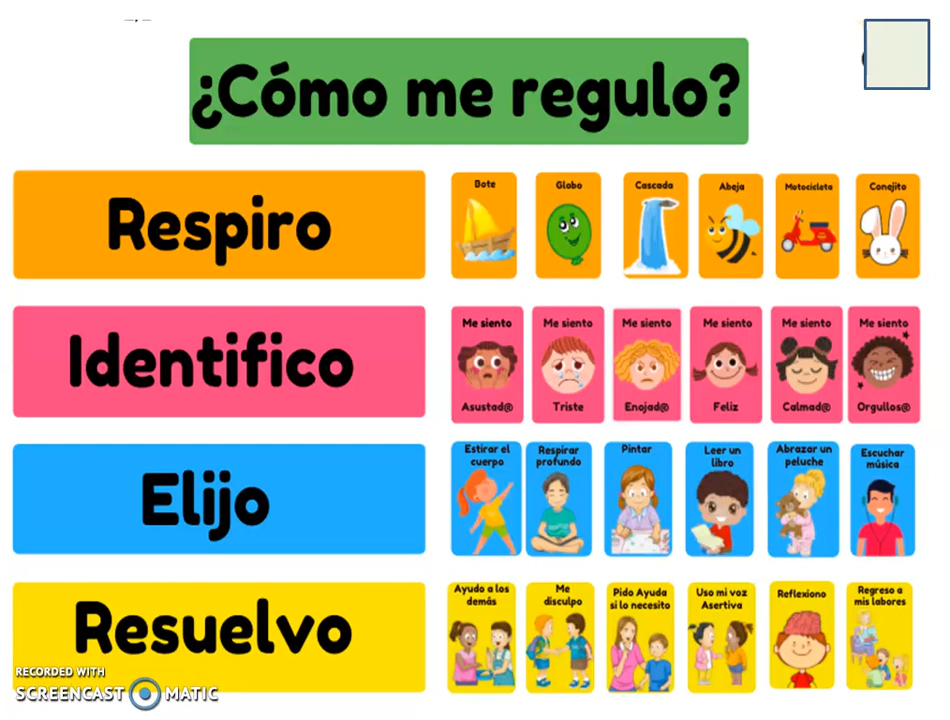 ¿Cómo me regulo?
Respiro
Bote
Globo
Cascada
Abeja
Motocicleta
Conejito
Identifico
Me siento
Asustad@
Me siento
Triste
Me siento
Enojad@
Me siento
Feliz
Me siento
Calmad@
Me siento
Orgullos@
Elijo
Estirar el
cuerpo
Respirar
profundo
Pintar
Leer un
libro
Abrazar un
peluche
Escuchar
música
Resuelvo
Ayudo a los
demás
Me
disculpo
Pido Ayuda
si lo necesito
Uso mi voz
Asertiva
Reflexiono
Regreso a
mis labores
RECORDED WITH
SCREENCAST MATIC